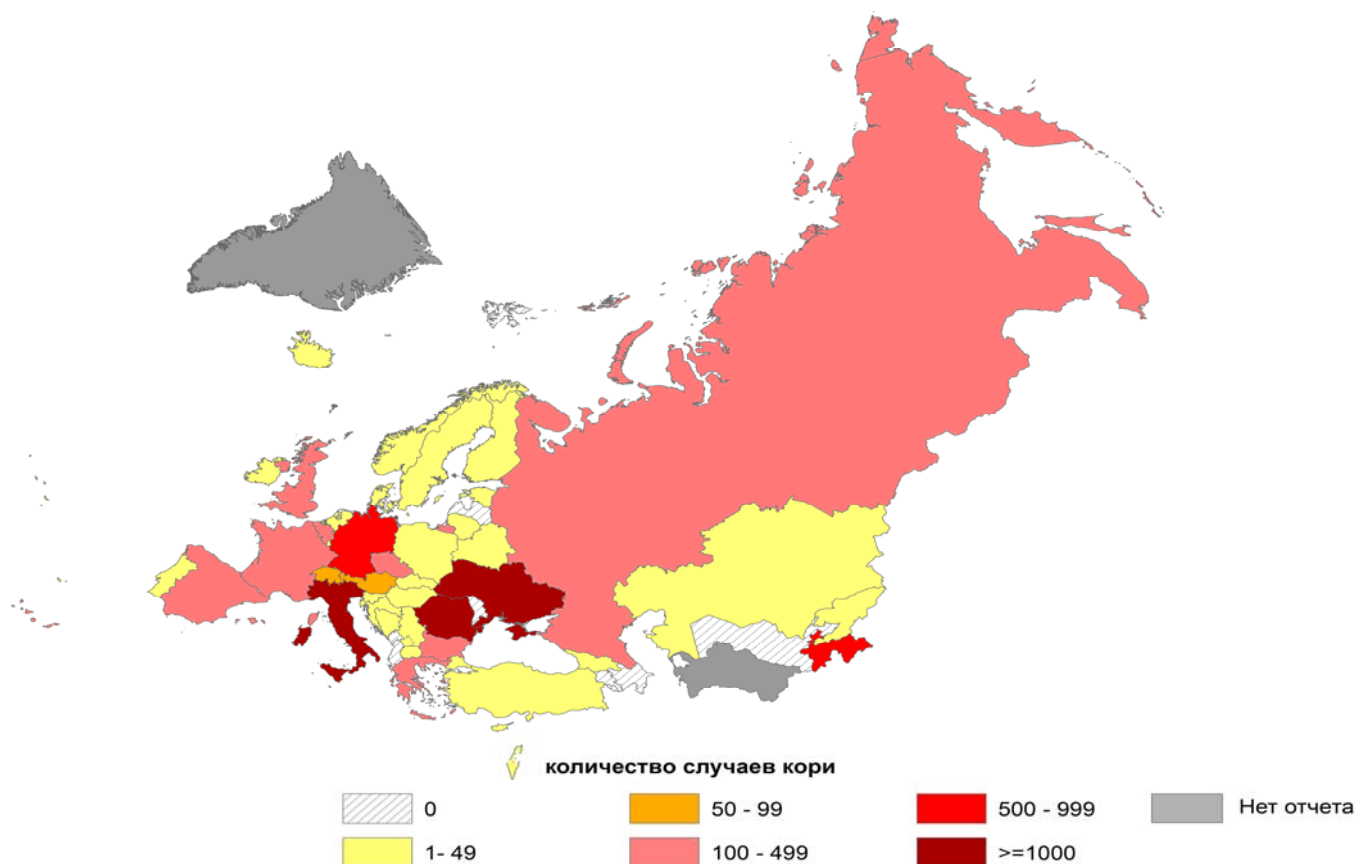 количество случаев кори
0
50 - 99
500 - 999
Нет отчета
1- 49
100 - 499
>=1000